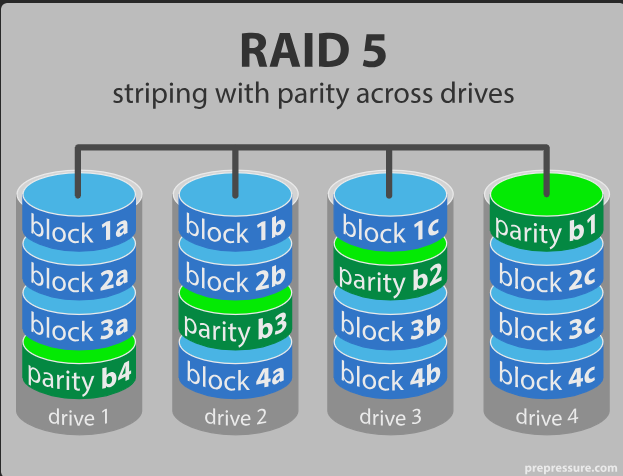 RAID 5
striping with parity across drives
block 1a
block 2a
block 3a
parity b4
drive 1
block 1b
block 2b
parity b3
block 4a
drive 2
block 1c
parity b2
block 3b
block 4b
drive 3
parity b1
block 2c
block 3c
block 4c
drive 4
prepressure.com